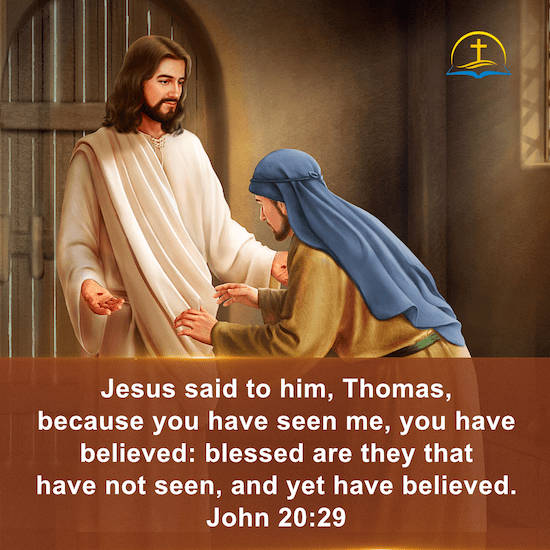 Jesus said to him, Thomas,
because you have seen me, you have
believed: blessed are they that
have not seen, and yet have believed.
John 20:29